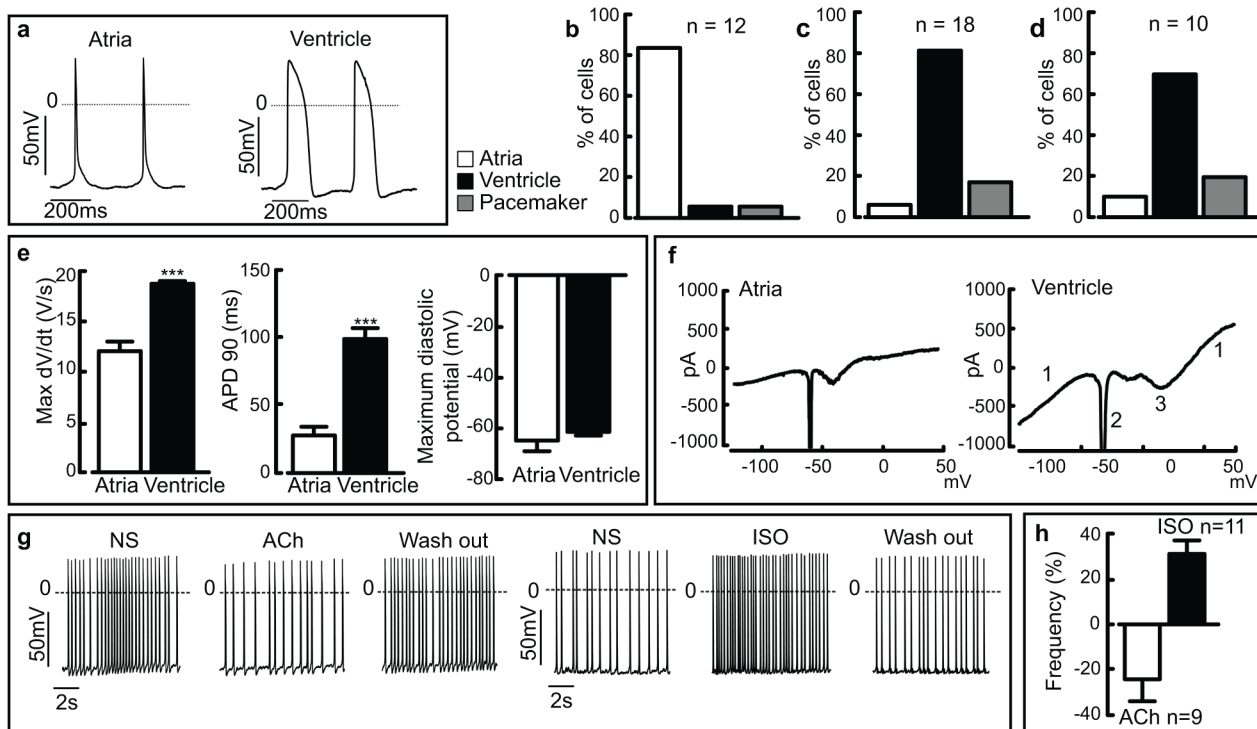 a
Atria
Ventricle
0
0
50mV
50mV
200ms
200ms
Atria
Ventricle
Pacemaker
b
n = 12
% of cells
100
80
60
40
20
0
c
n = 18
% of cells
100
80
60
40
20
0
d
n = 10
% of cells
100
80
60
40
20
0
e
Max dV/dt (V/s)
20
15
10
5
0
***
Atria Ventricle
APD 90 (ms)
150
100
50
0
***
Atria Ventricle
Maximum diastolic
potential (mV)
0
-20
-40
-60
-80
Atria Ventricle
f
Atria
pA
1000
500
0
-500
-1000
-100
-50
0
50
mV
Ventricle
pA
1000
500
0
-500
-1000
1
2
3
1
-100
-50
0
50
mV
g
NS
ACh
Wash out
NS
ISO
Wash out
0
0
0
0
0
0
50mV
50mV
2s
2s
h
ISO n=11
Frequency (%)
40
20
0
-20
-40
ACh n=9